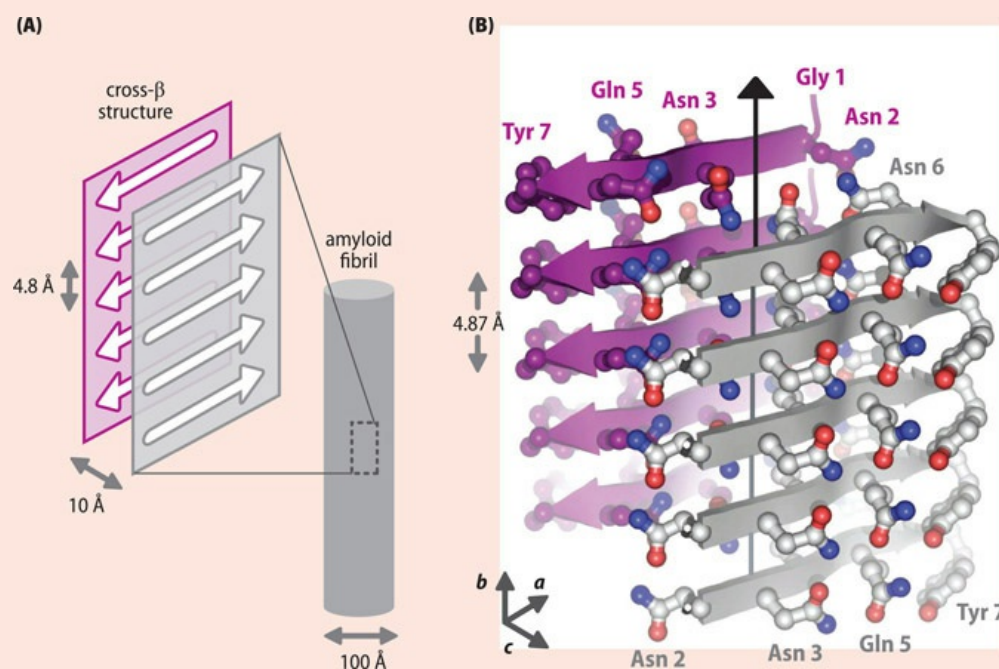 (A)
cross-β
structure
4.8 Å
10 Å
amyloid
fibril
100 Å
(B)
Gly 1
Gln 5
Asn 3
Asn 2
Tyr 7
Asn 6
4.87 Å
b
a
c
Asn 2
Asn 3
Gln 5
Tyr 7